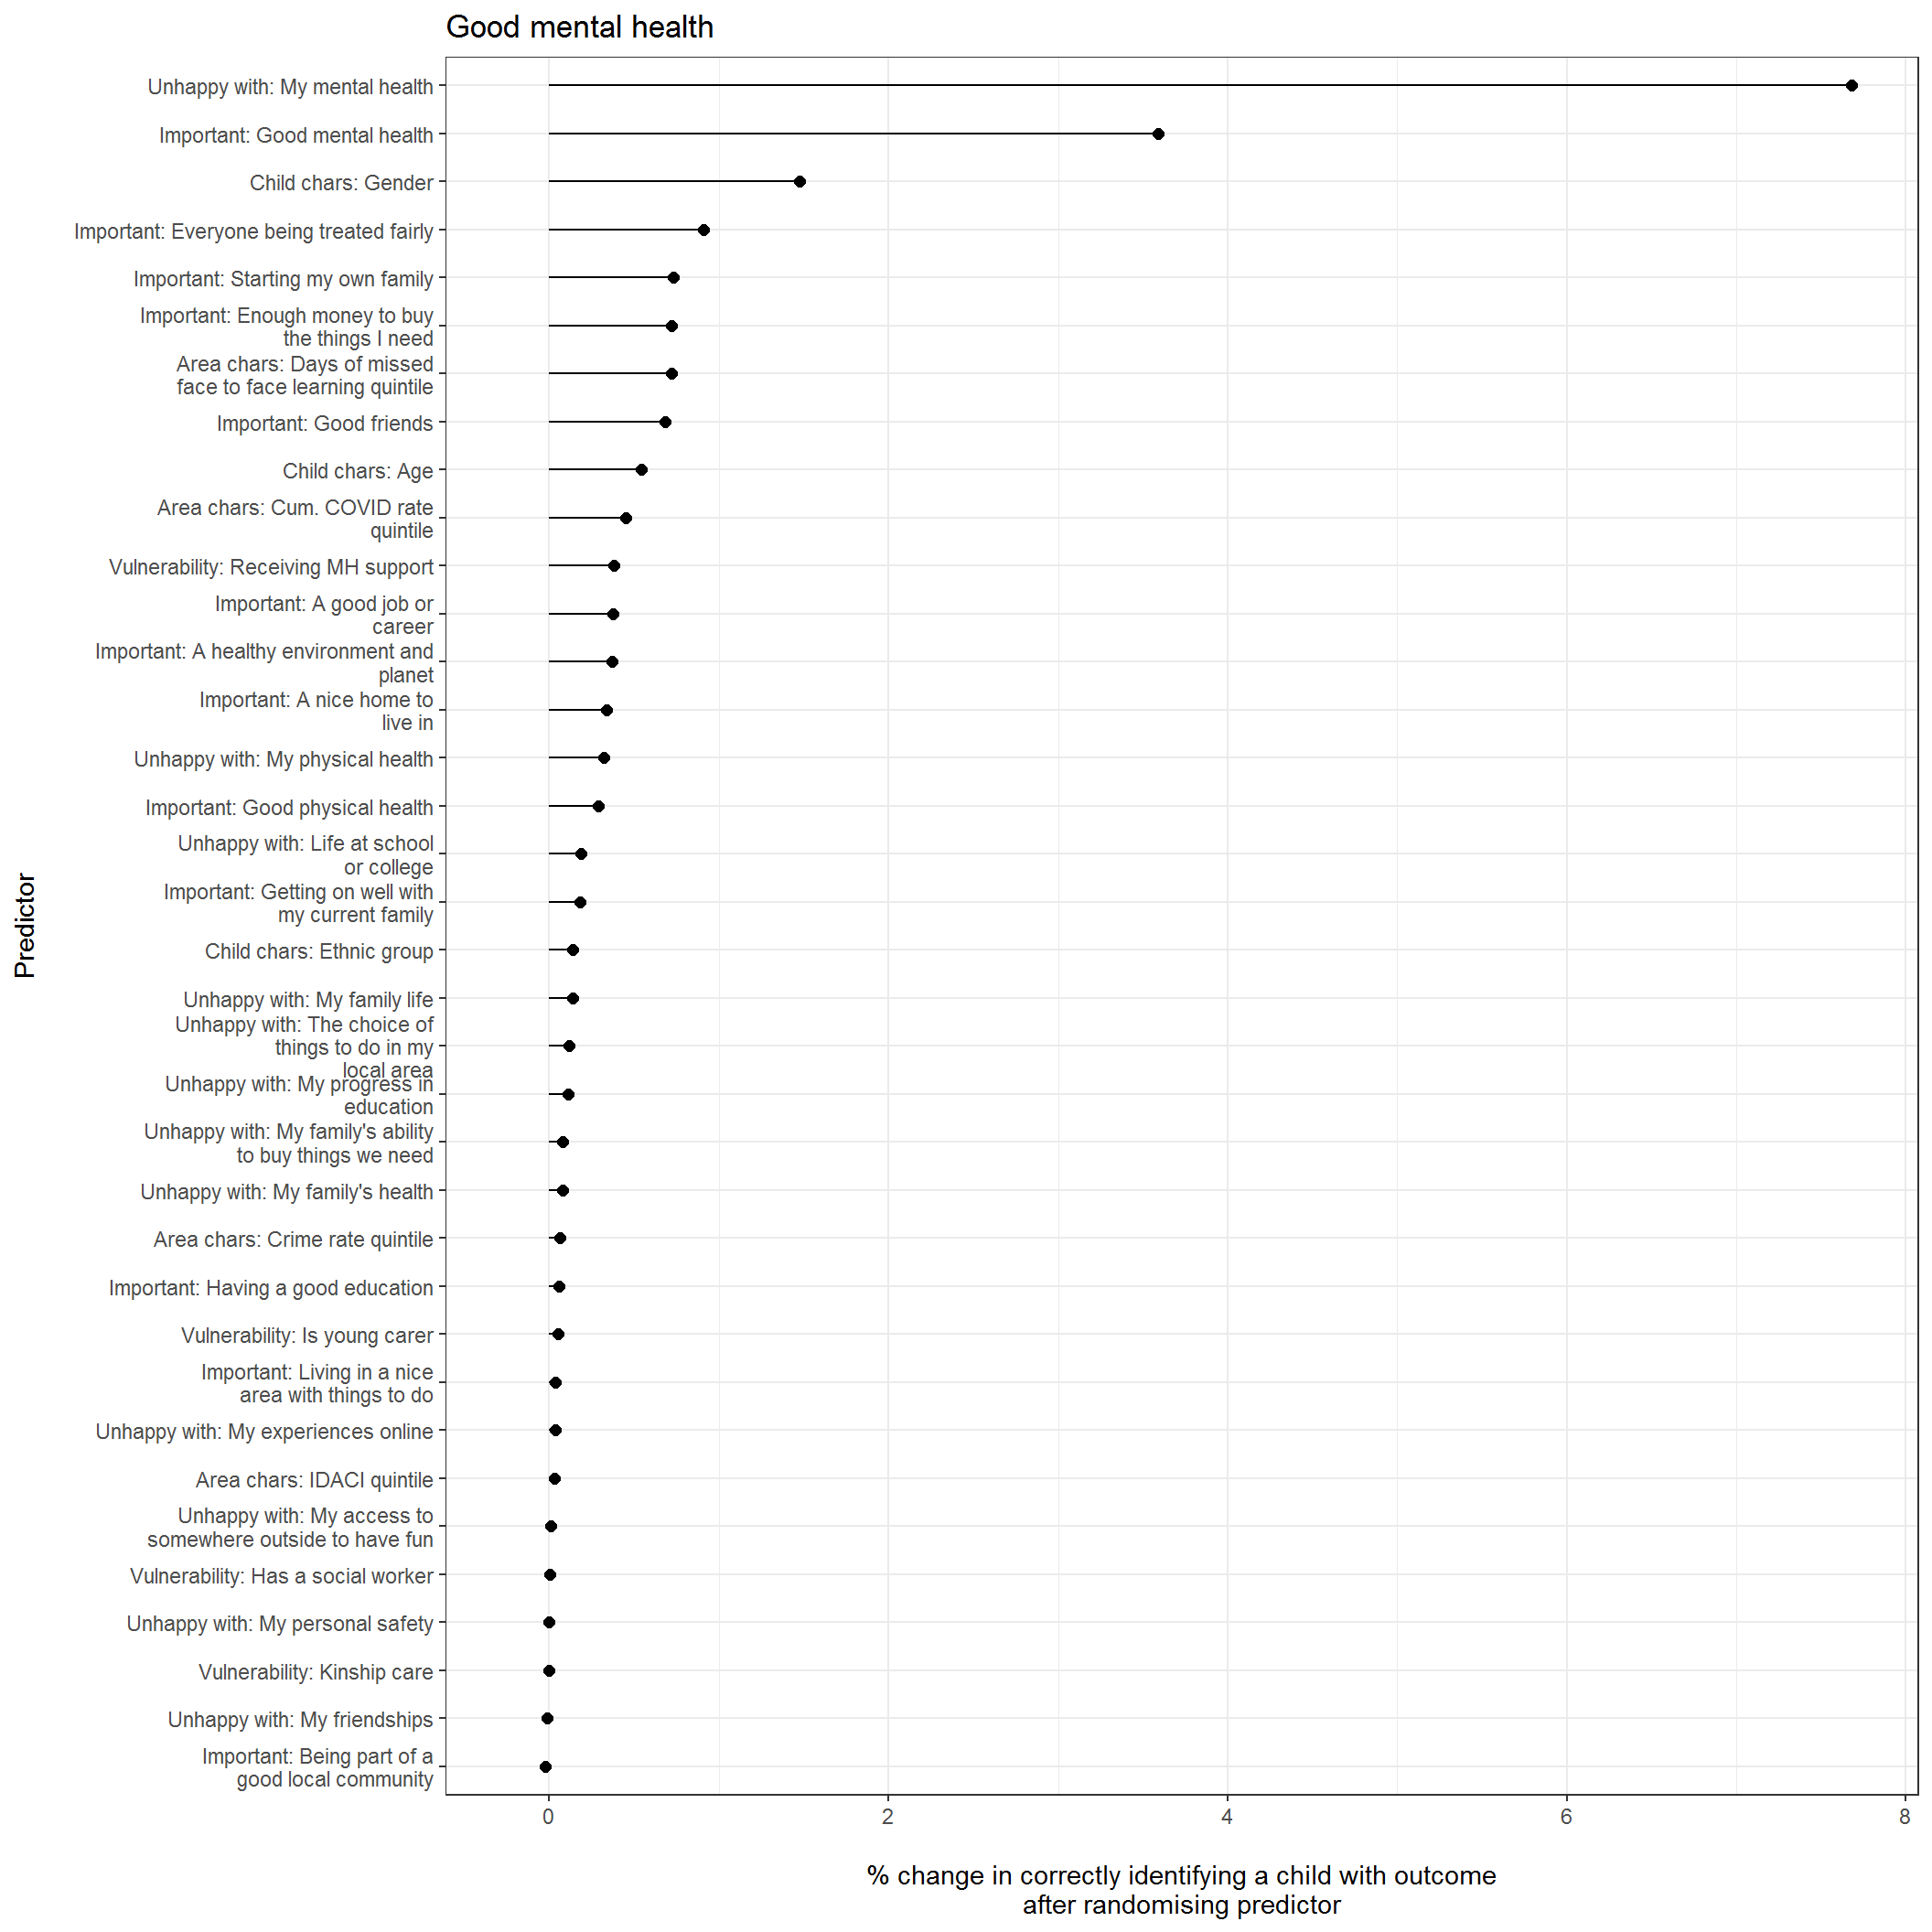 Good mental health
Unhappy with: My mental health
Important: Good mental health
Child chars: Gender
Important: Everyone being treated fairly
Important: Starting my own family
Important: Enough money to buy
the things I need
Area chars: Days of missed
face to face learning quintile
Important: Good friends
Child chars: Age
Area chars: Cum. COVID rate
quintile
Vulnerability: Receiving MH support
Important: A good job or
career
Important: A healthy environment and
planet
Important: A nice home to
live in
Unhappy with: My physical health
Important: Good physical health
Unhappy with: Life at school
or college
Important: Getting on well with
my current family
Child chars: Ethnic group
Unhappy with: My family life
Unhappy with: The choice of
things to do in my
local area
Unhappy with: My progress in
education
Unhappy with: My family's ability
to buy things we need
Unhappy with: My family's health
Area chars: Crime rate quintile
Important: Having a good education
Vulnerability: Is young carer
Important: Living in a nice
area with things to do
Unhappy with: My experiences online
Area chars: IDACI quintile
Unhappy with: My access to
somewhere outside to have fun
Vulnerability: Has a social worker
Unhappy with: My personal safety
Vulnerability: Kinship care
Unhappy with: My friendships
Important: Being part of a
good local community
Predictor
0 2 4 6 8
% change in correctly identifying a child with outcome
after randomising predictor